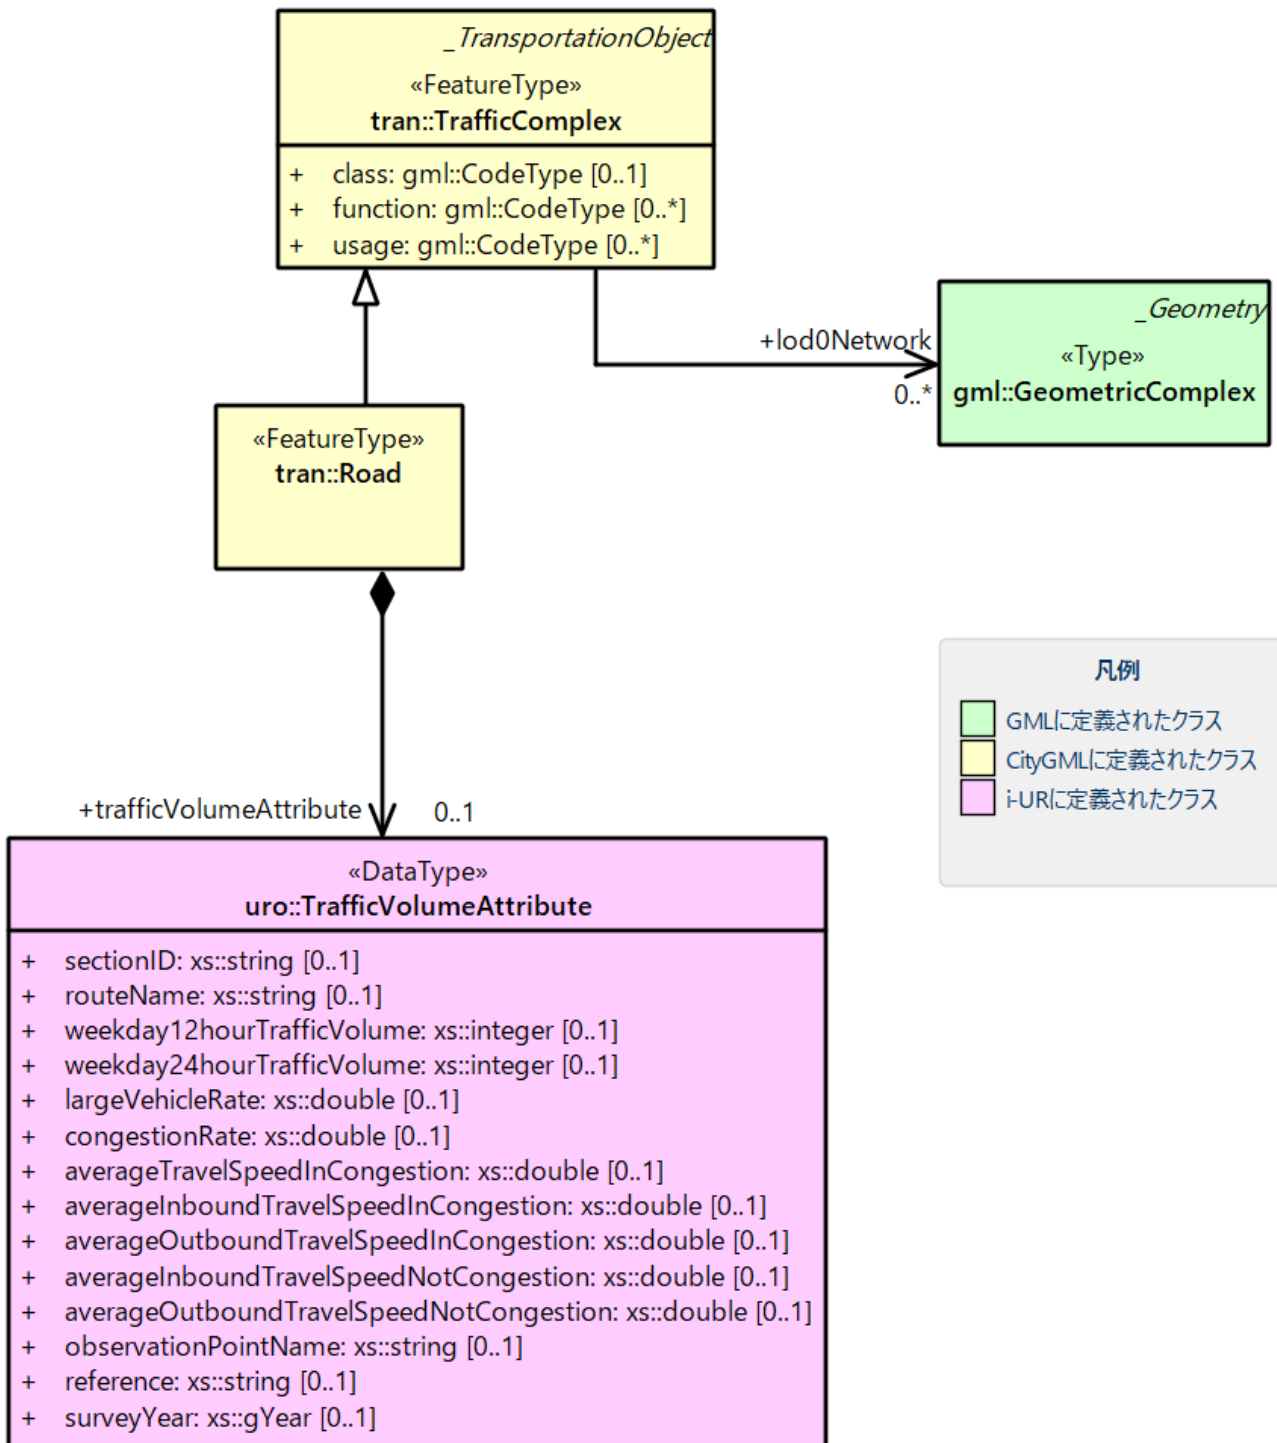 _TransportationObject
«FeatureType»
tran::TrafficComplex
+ class: gml::CodeType [0..1]
+ function: gml::CodeType [0..*]
+ usage: gml::CodeType [0..*]
_Geometry
«Type»
gml::GeometricComplex
+lod0Network
0..*
«FeatureType»
tran::Road
凡例
GMLに定義されたクラス
CityGMLに定義されたクラス
i-URに定義されたクラス
+trafficVolumeAttribute 0..1
«DataType»
uro::TrafficVolumeAttribute
+ sectionID: xs::string [0..1]
+ routeName: xs::string [0..1]
+ weekday12hourTrafficVolume: xs::integer [0..1]
+ weekday24hourTrafficVolume: xs::integer [0..1]
+ largeVehicleRate: xs::double [0..1]
+ congestionRate: xs::double [0..1]
+ averageTravelSpeedInCongestion: xs::double [0..1]
+ averageInboundTravelSpeedInCongestion: xs::double [0..1]
+ averageOutboundTravelSpeedInCongestion: xs::double [0..1]
+ averageInboundTravelSpeedNotCongestion: xs::double [0..1]
+ averageOutboundTravelSpeedNotCongestion: xs::double [0..1]
+ observationPointName: xs::string [0..1]
+ reference: xs::string [0..1]
+ surveyYear: xs::gYear [0..1]